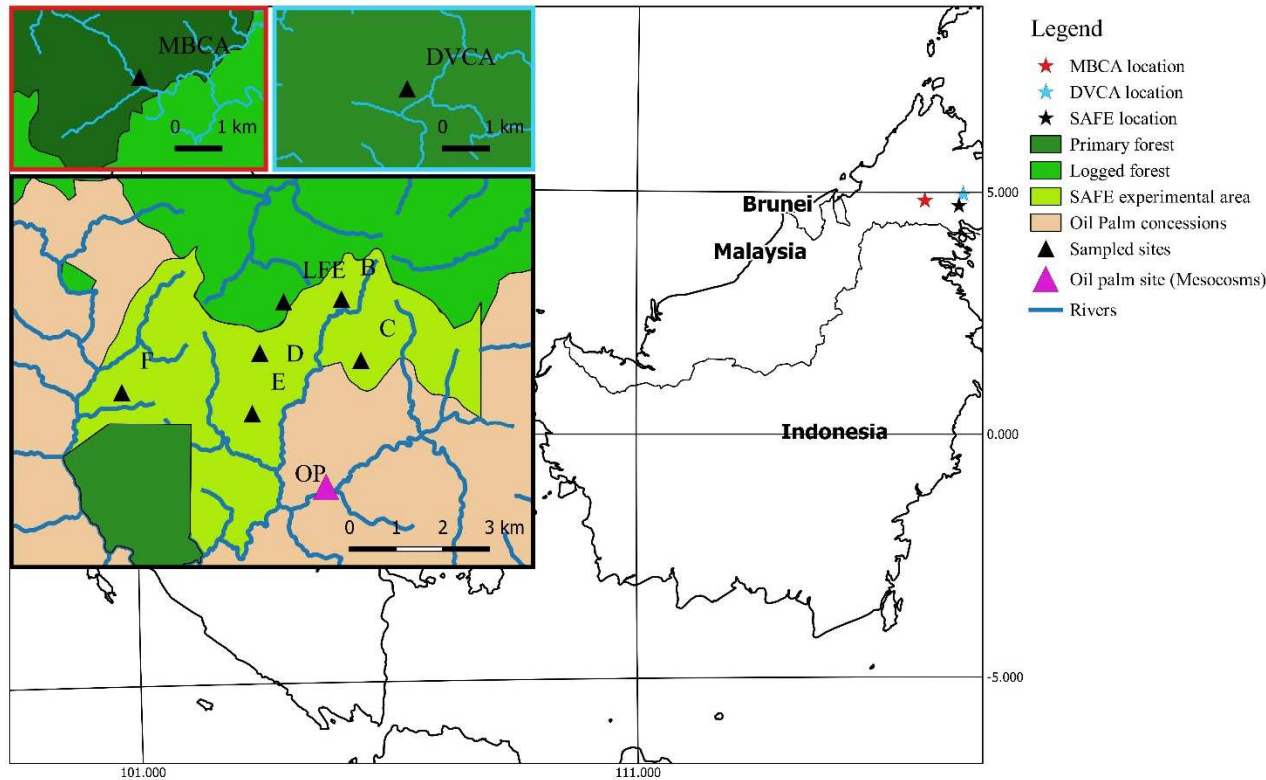 MBCA
0 1 km
DVCA
0 1 km
LFE
B
C
D
E
F
OP
0 1 2 3 km
Brunei
Malaysia
Indonesia
5.000
0.000
-5.000
101.000
111.000
Legend
MBCA location
DVCA location
SAFE location
Primary forest
Logged forest
SAFE experimental area
Oil Palm concessions
Sampled sites
Oil palm site (Mesocosms)
Rivers